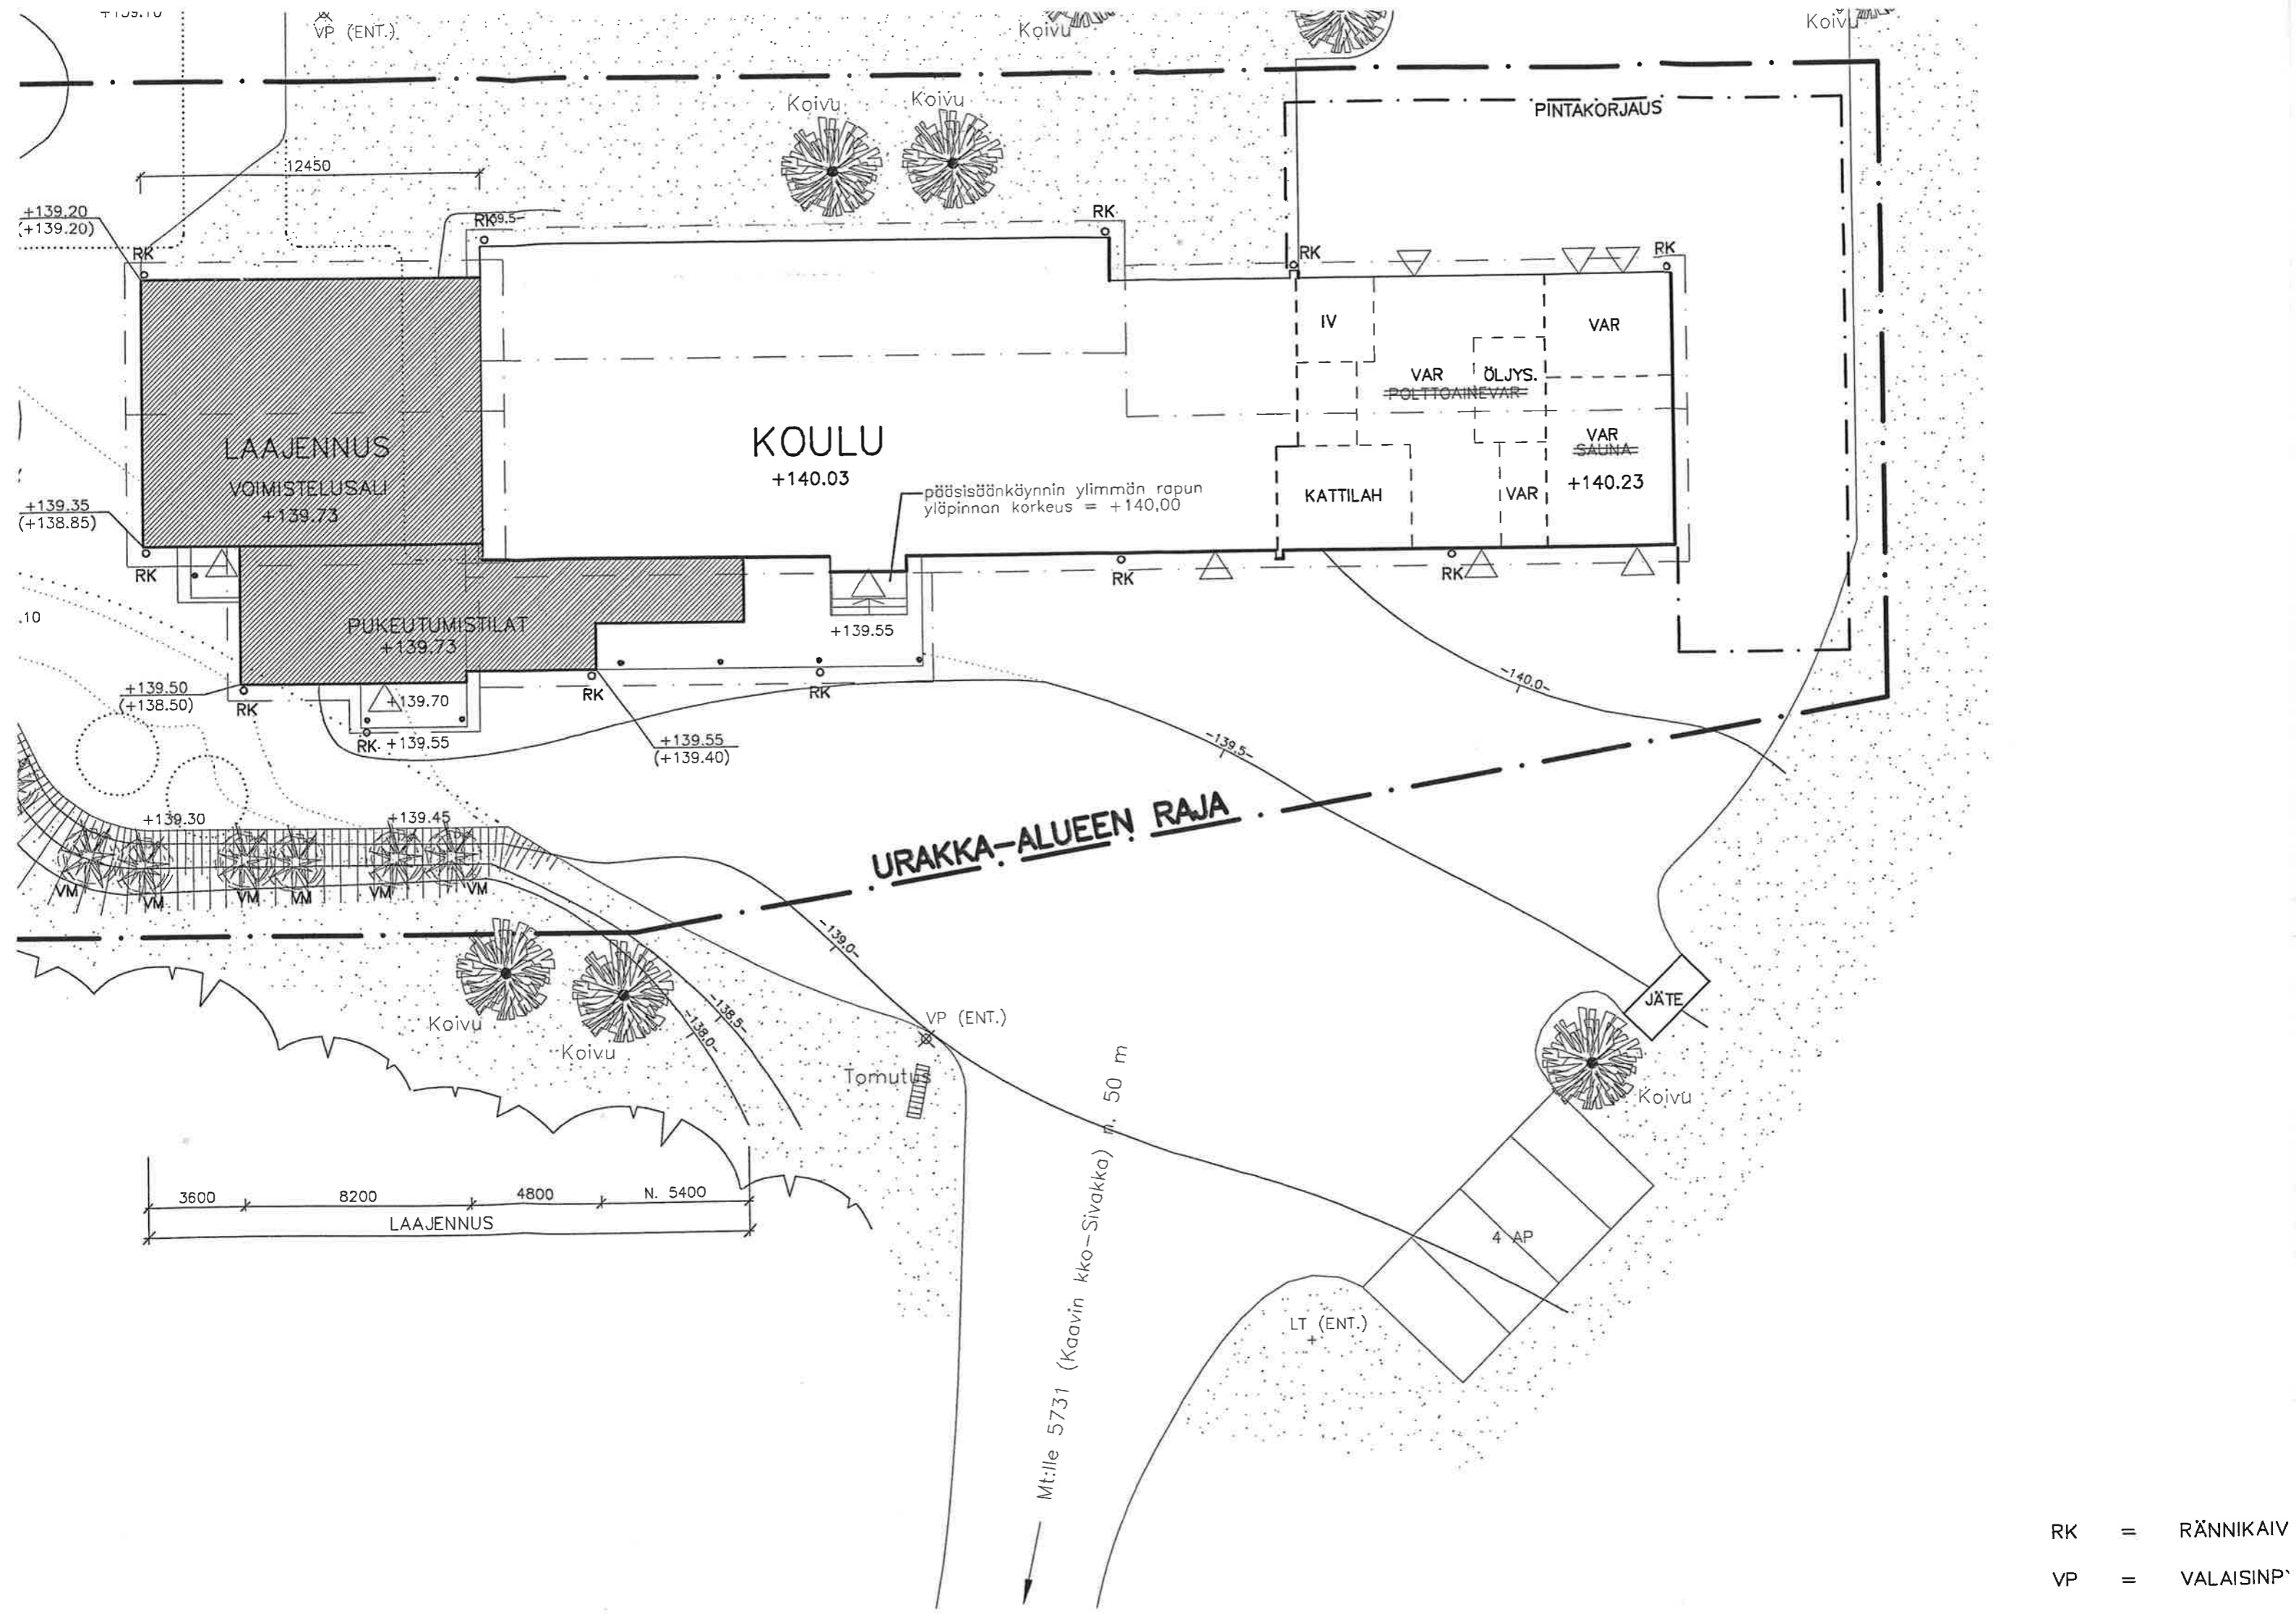 VP (ENT.)
Koivu
Koivu
PINTAKORJAUS
Koivu
Koivu
12450
+139.20
(+139.20)
RK
RK
RK
RK
RK
IV
VAR
VAR
ÖLJYS.
POLTTOAINEVAR
LAAJENNUS
VOIMISTELUSALI
+139.73
KOULU
+140.03
VAR
SAUNA
+140.23
pääsisäänkäynnin ylimmän rapun
yläpinnan korkeus = +140,00
KATTILAH
VAR
+139.35
(+138.85)
RK
RK
RK
.10
PUKEUTUMISTILAT
+139.73
+139.55
+139.50
(+138.50)
RK
+139.70
RK
RK
-140.0-
RK
+139.55
+139.55
(+139.40)
-139.5-
+139.30
+139.45
URAKKA-ALUEEN RAJA
VM
VM
VM
VM
VM
VM
-139.0-
Koivu
Koivu
-138.5-
-138.0-
VP (ENT.)
Tomutus
JÄTE
Koivu
3600
8200
4800
N. 5400
LAAJENNUS
4 AP
LT (ENT.)
Mt:lle 5731 (Kaavin kko-Sivakka) n. 50 m
RK = RÄNNIKAIV
VP = VALAISINP